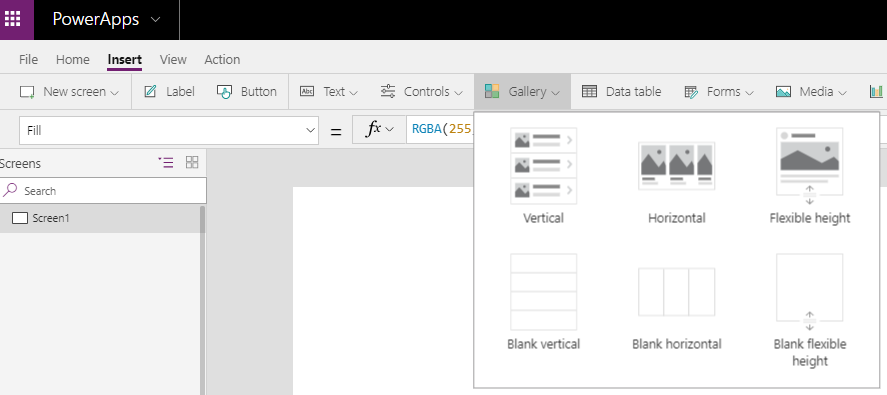 PowerApps
File Home Insert View Action
New screen Label Button Abc Text Controls Gallery Data table Forms Media
Fill = fx RGBA(255,
Screens
Search
Screen1
Vertical Horizontal Flexible height
Blank vertical Blank horizontal Blank flexible
height